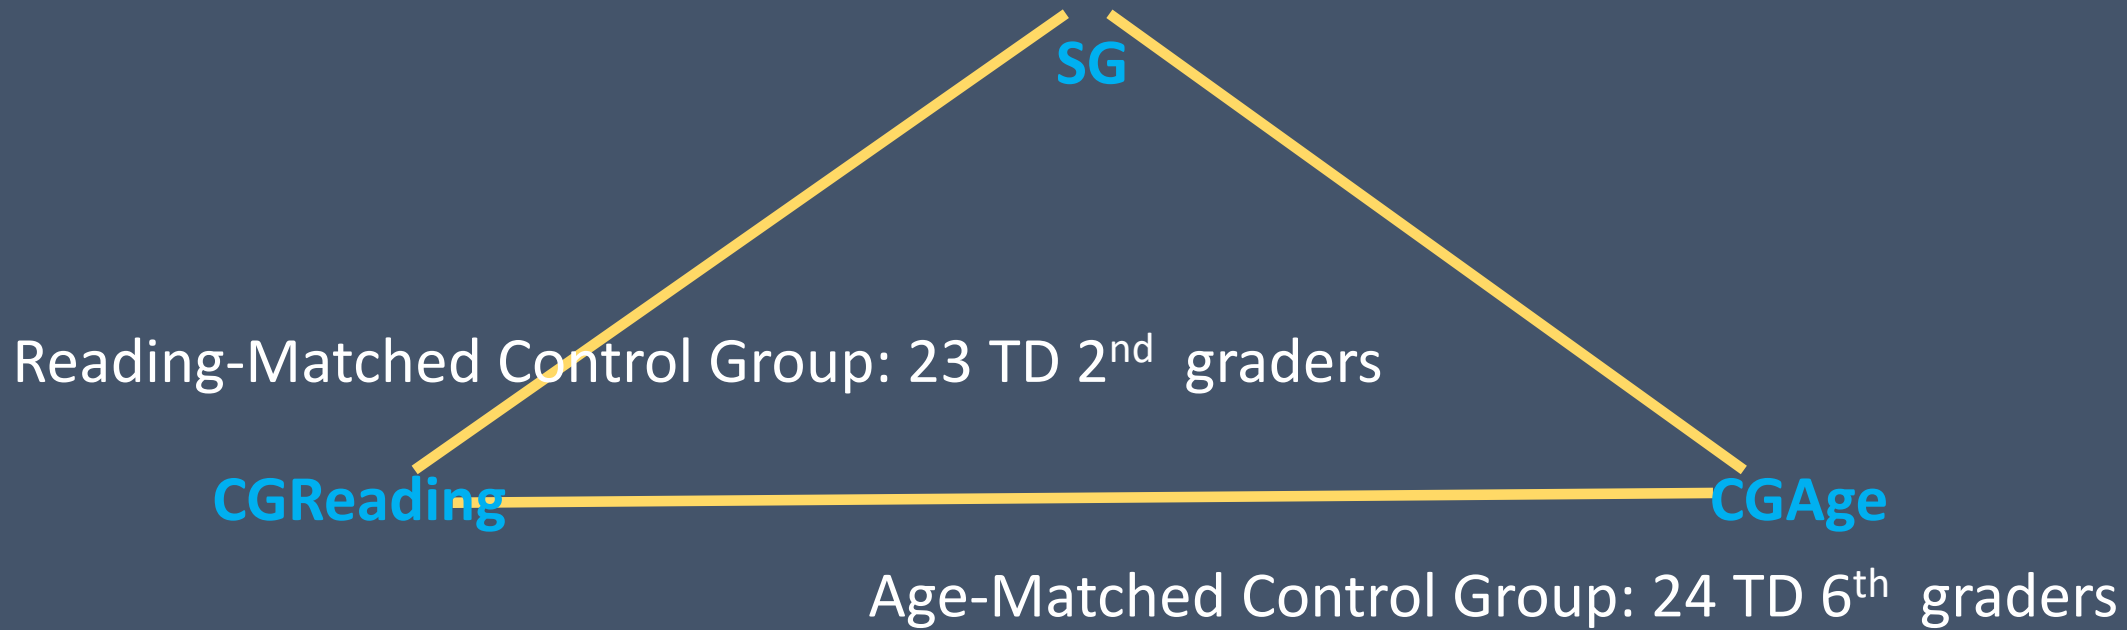 SG
Reading-Matched Control Group: 23 TD 2nd graders
CGReading
CGAge
Age-Matched Control Group: 24 TD 6th graders